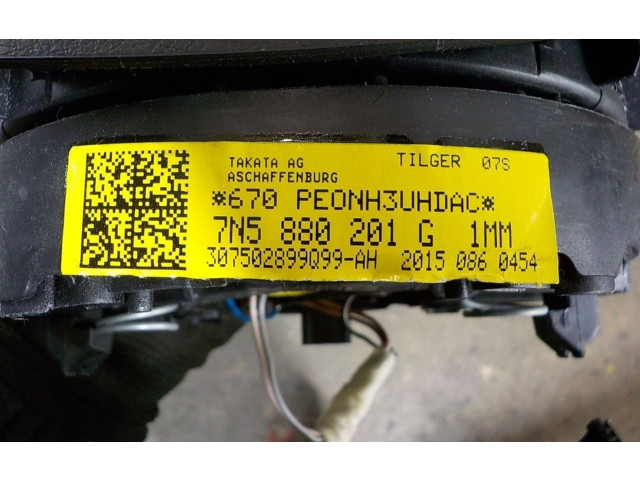 TAKATA AG TILGER 07S
ASCHAFFENBURG
*670 PEONH3UHDAC*
7N5 880 201 G 1MM
307502899Q99-AH 2015 086 0454